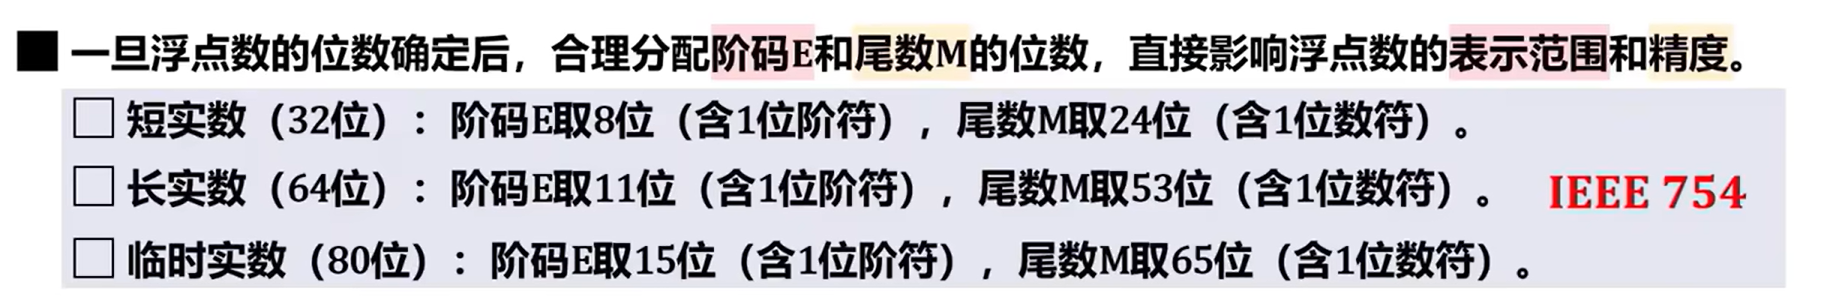 ■ 一旦浮点数的位数确定后，合理分配阶码E和尾数M的位数，直接影响浮点数的表示范围和精度。
□ 短实数（32位）：阶码E取8位（含1位阶符），尾数M取24位（含1位数符）。
□ 长实数（64位）：阶码E取11位（含1位阶符），尾数M取53位（含1位数符）。 IEEE 754
□ 临时实数（80位）：阶码E取15位（含1位阶符），尾数M取65位（含1位数符）。